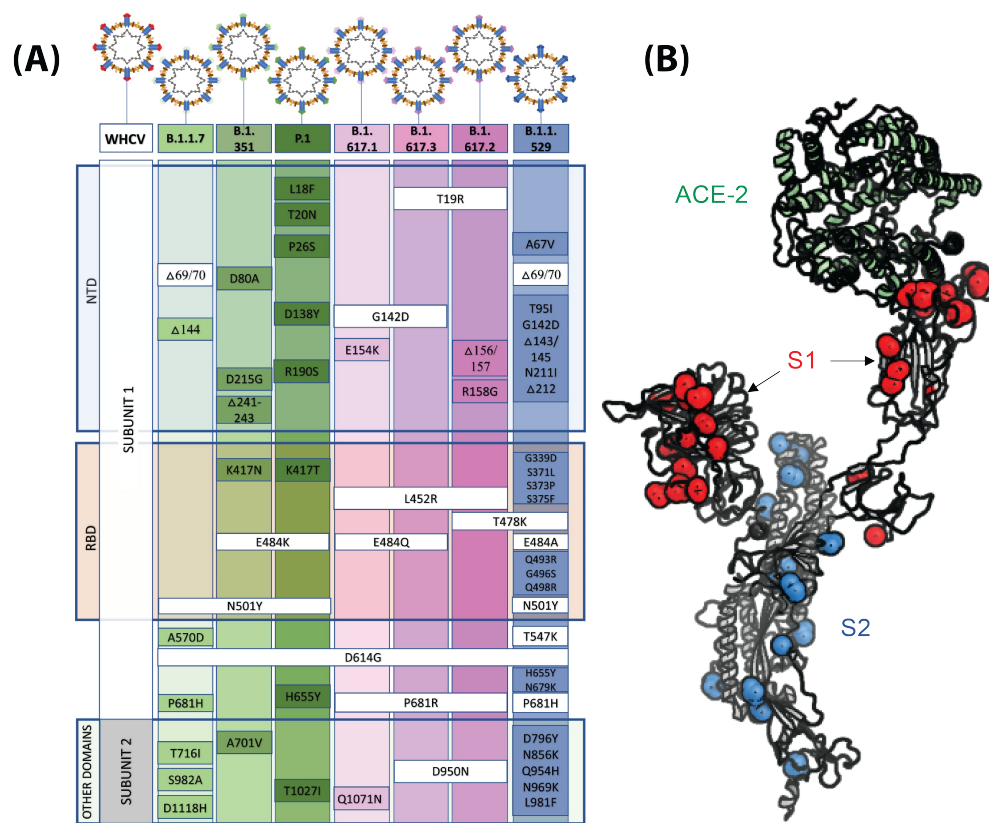 (A)
(B)
WHCV
B.1.1.7
B.1.
351
P.1
B.1.
617.1
B.1.
617.3
B.1.
617.2
B.1.1.
529
NTD
SUBUNIT 1
L18F
T19R
T20N
P26S
A67V
Δ69/70
D80A
Δ69/70
D138Y
G142D
T95I
G142D
Δ143/
145
N211I
Δ212
Δ144
E154K
Δ156/
157
R190S
D215G
R158G
Δ241-
243
RBD
K417N
K417T
G339D
S371L
S373P
S375F
L452R
T478K
E484K
E484Q
E484A
Q493R
G496S
Q498R
N501Y
N501Y
A570D
T547K
D614G
H655Y
N679K
P681H
H655Y
P681R
P681H
OTHER DOMAINS
SUBUNIT 2
A701V
T716I
D796Y
N856K
Q954H
N969K
L981F
D950N
S982A
T1027I
Q1071N
D1118H
ACE-2
S1
S2